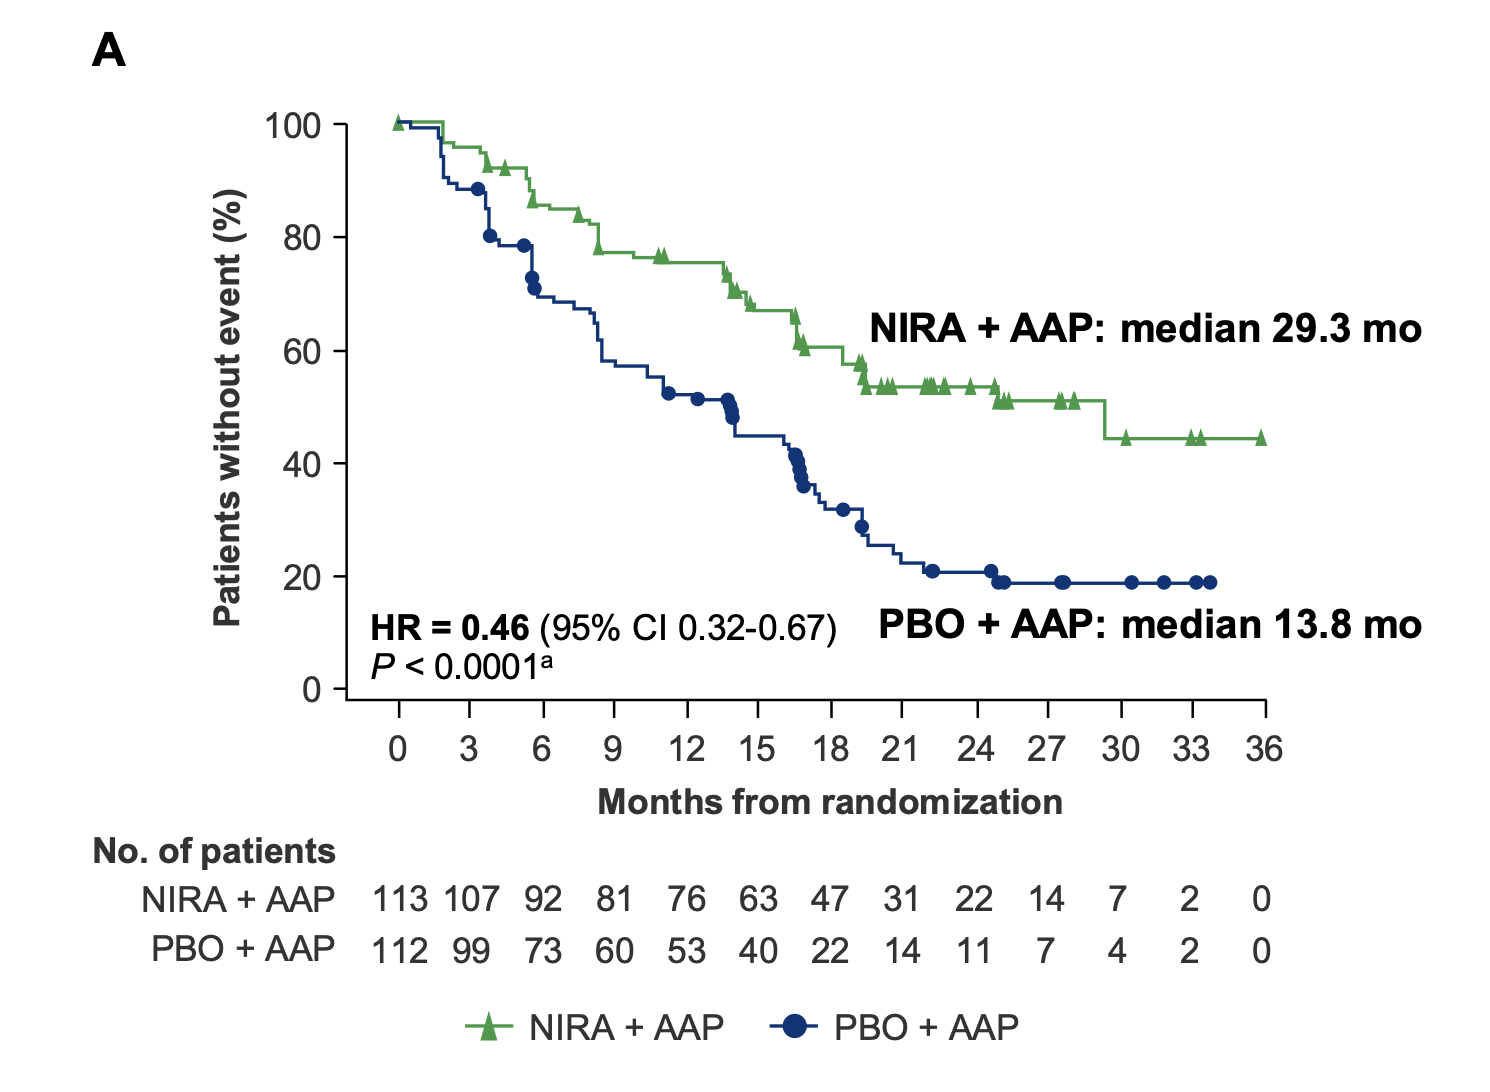 A
Patients without event (%)
100
80
60
40
20
0
NIRA + AAP: median 29.3 mo
PBO + AAP: median 13.8 mo
HR = 0.46 (95% CI 0.32-0.67)
P < 0.0001ª
0 3 6 9 12 15 18 21 24 27 30 33 36
Months from randomization
No. of patients
NIRA + AAP 113 107 92 81 76 63 47 31 22 14 7 2 0
PBO + AAP 112 99 73 60 53 40 22 14 11 7 4 2 0
NIRA + AAP PBO + AAP